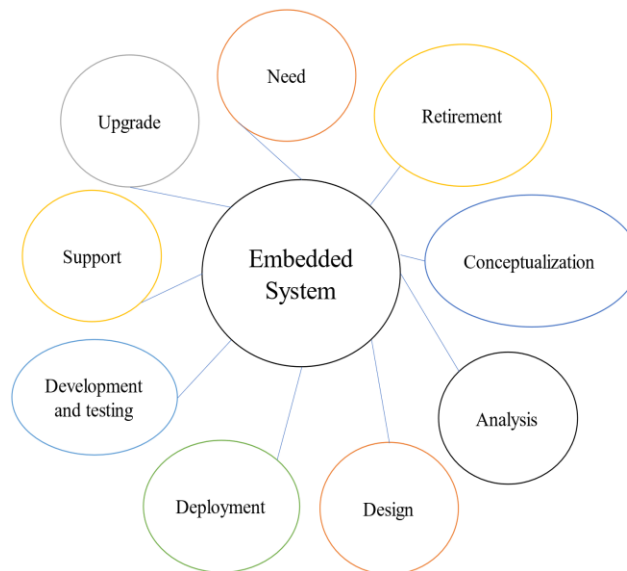 Need
Upgrade
Retirement
Support
Embedded
System
Conceptualization
Development
and testing
Analysis
Deployment
Design